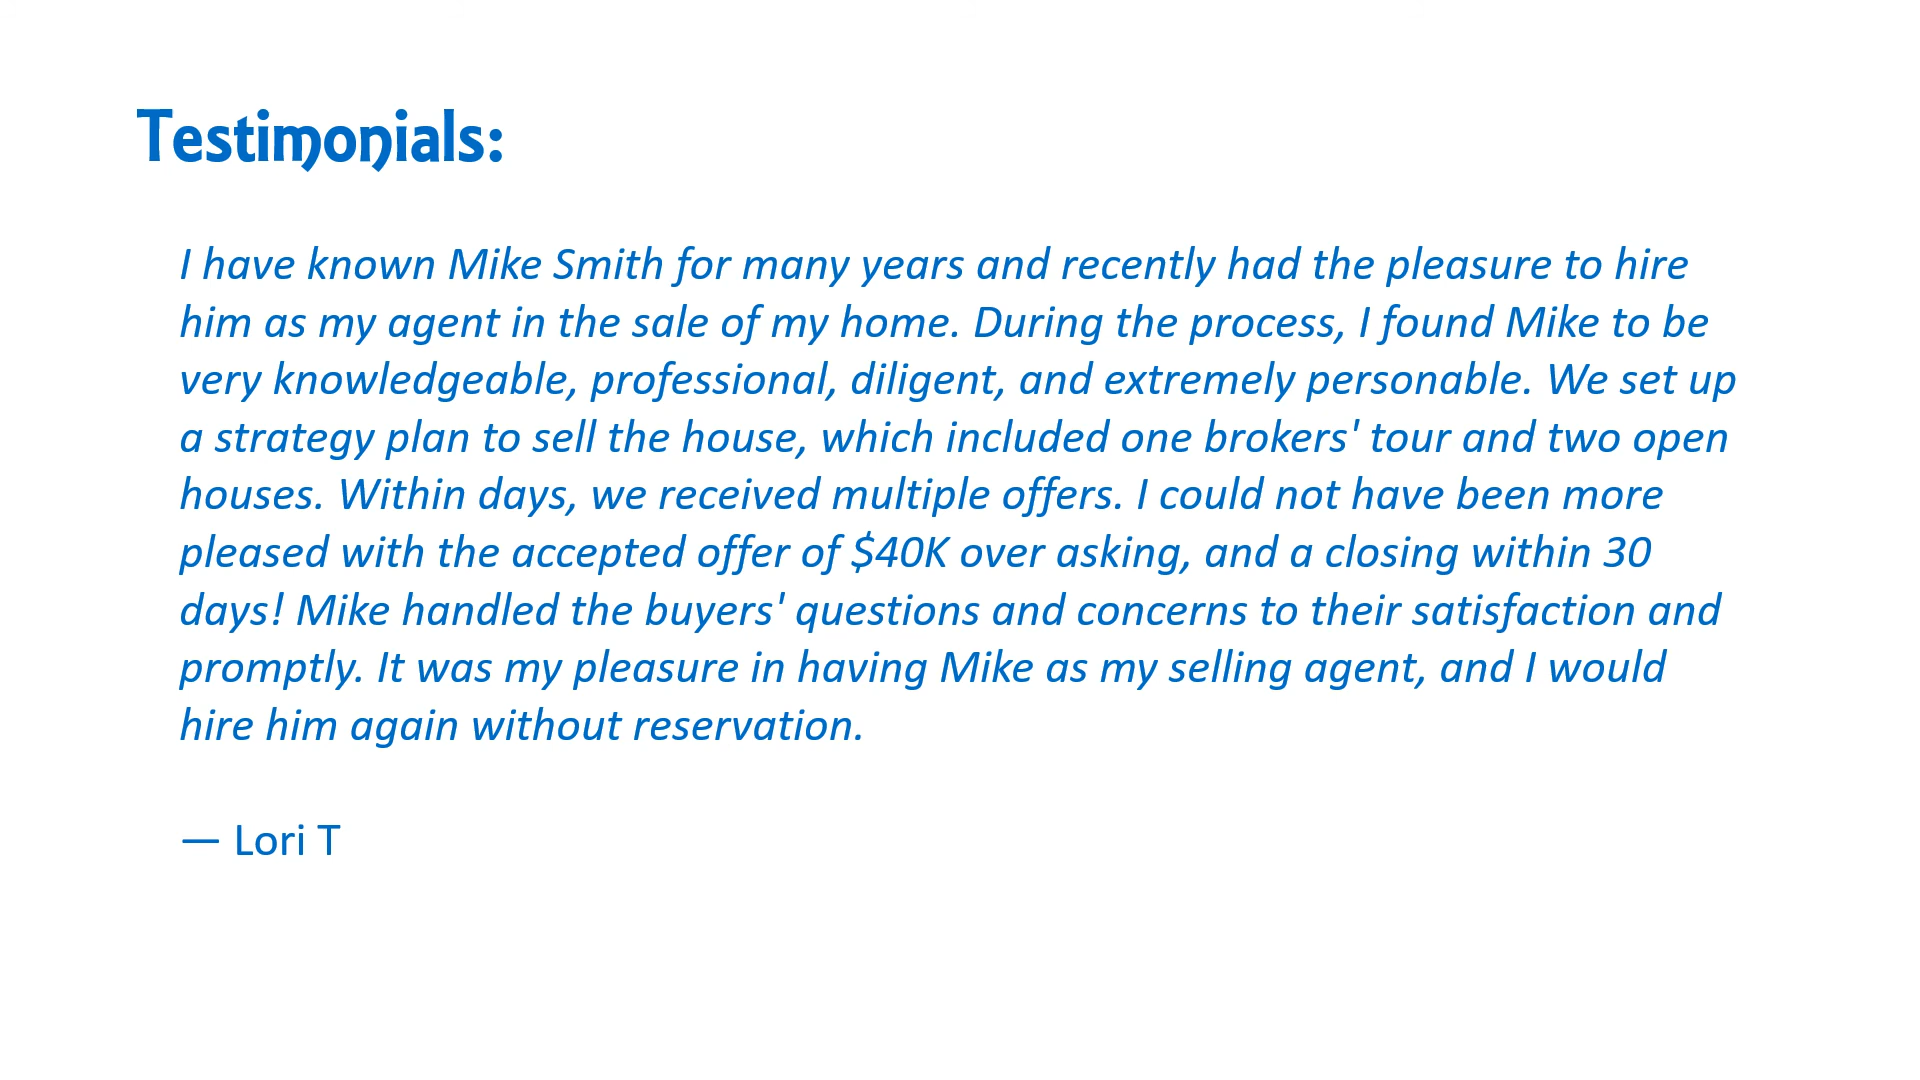 Testimonials:
I have known Mike Smith for many years and recently had the pleasure to hire
him as my agent in the sale of my home. During the process, I found Mike to be
very knowledgeable, professional, diligent, and extremely personable. We set up
a strategy plan to sell the house, which included one brokers' tour and two open
houses. Within days, we received multiple offers. I could not have been more
pleased with the accepted offer of $40K over asking, and a closing within 30
days! Mike handled the buyers' questions and concerns to their satisfaction and
promptly. It was my pleasure in having Mike as my selling agent, and I would
hire him again without reservation.
— Lori T